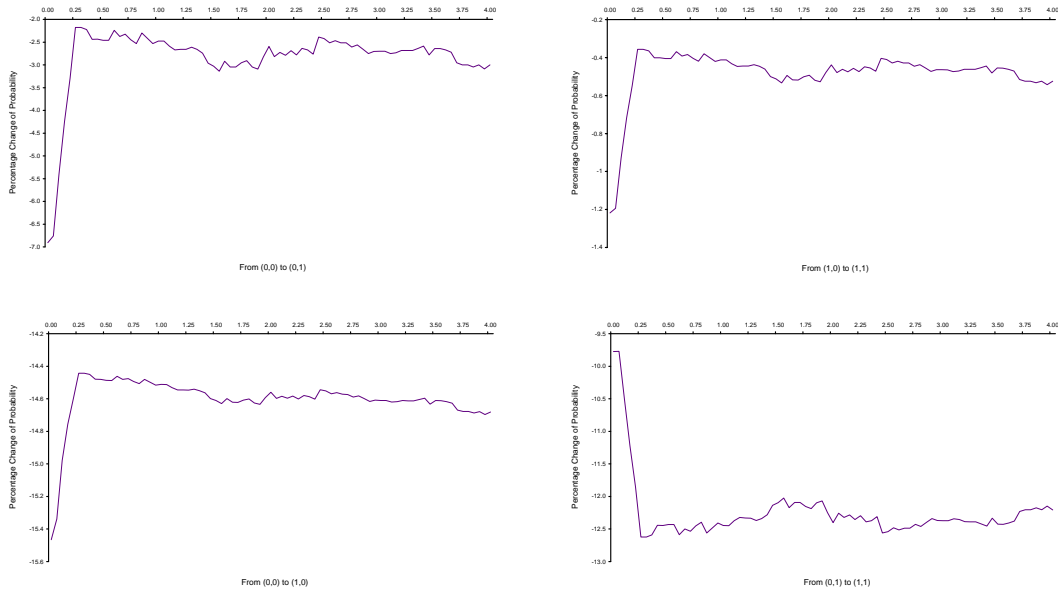 0.00 0.25 0.50 0.75 1.00 1.25 1.50 1.75 2.00 2.25 2.50 2.75 3.00 3.25 3.50 3.75 4.00
-2.0
-2.5
-3.0
-3.5
-4.0
-4.5
-5.0
-5.5
-6.0
-6.5
-7.0
Percentage Change of Probability
From (0,0) to (0,1)
0.00 0.25 0.50 0.75 1.00 1.25 1.50 1.75 2.00 2.25 2.50 2.75 3.00 3.25 3.50 3.75 4.00
-0.2
-0.4
-0.6
-0.8
-1
-1.2
-1.4
Percentage Change of Probability
From (1,0) to (1,1)
0.00 0.25 0.50 0.75 1.00 1.25 1.50 1.75 2.00 2.25 2.50 2.75 3.00 3.25 3.50 3.75 4.00
-14.2
-14.4
-14.6
-14.8
-15.0
-15.2
-15.4
-15.6
Percentage Change of Probability
From (0,0) to (1,0)
0.00 0.25 0.50 0.75 1.00 1.25 1.50 1.75 2.00 2.25 2.50 2.75 3.00 3.25 3.50 3.75 4.00
-9.5
-10.0
-10.5
-11.0
-11.5
-12.0
-12.5
-13.0
Percentage Change of Probability
From (0,1) to (1,1)